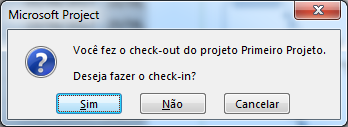 Microsoft Project
Você fez o check-out do projeto Primeiro Projeto.
Deseja fazer o check-in?
Sim Não Cancelar